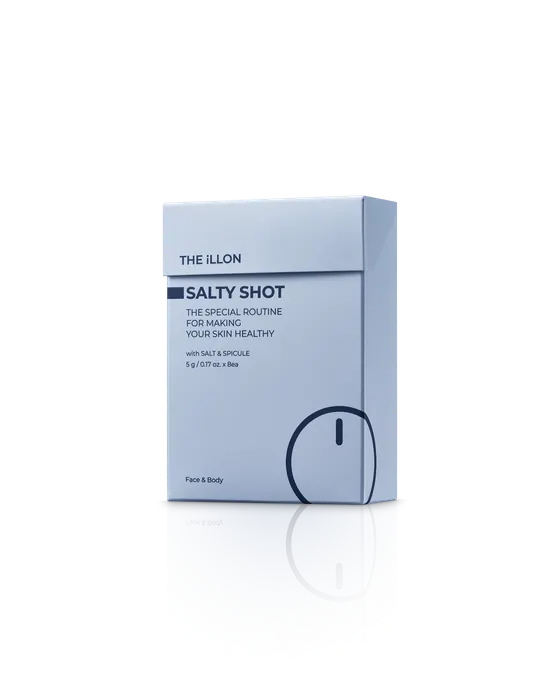 THE iLLON
SALTY SHOT
THE SPECIAL ROUTINE
FOR MAKING
YOUR SKIN HEALTHY
with SALT & SPICULE
5 g / 0.17 oz. x 8ea
Face & Body